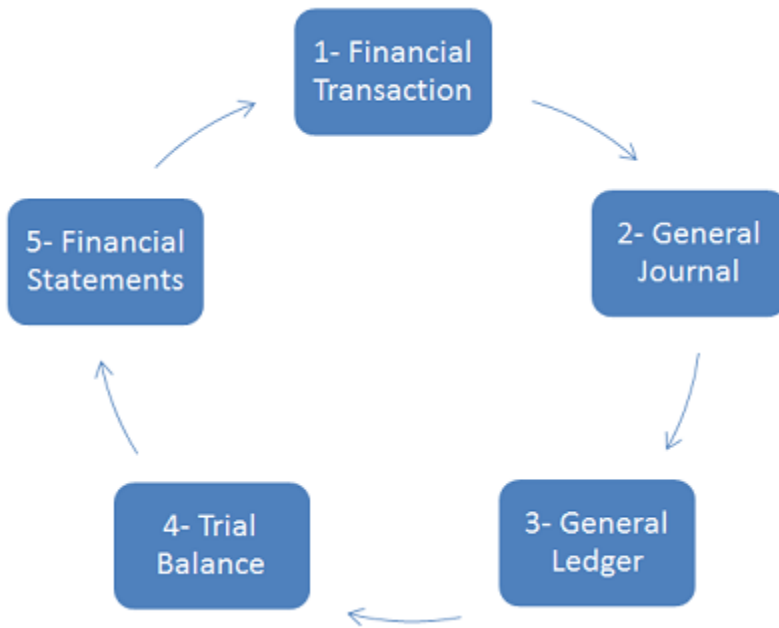 1- Financial
Transaction
2- General
Journal
3- General
Ledger
4- Trial
Balance
5- Financial
Statements